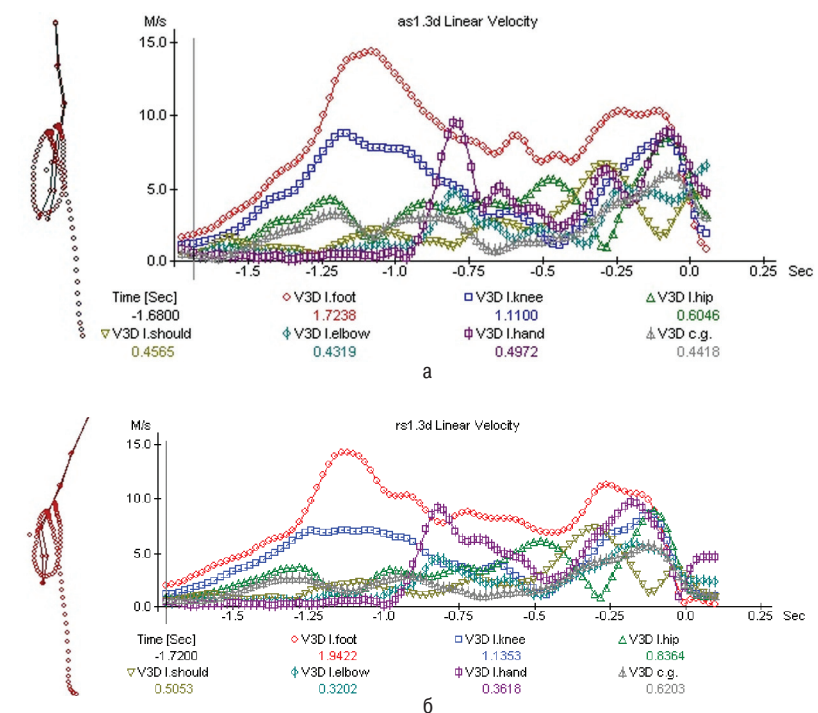 M/s
as1.3d Linear Velocity
15.0
10.0
5.0
0.0
-1.5 -1.25 -1.0 -0.75 -0.5 -0.25 0.0 0.25 Sec
Time [Sec] V3D l.foot V3D l.knee V3D l.hip
-1.6800 1.7238 1.1100 0.6046
V3D l.should V3D l.elbow V3D l.hand V3D c.g.
0.4565 0.4319 0.4972 0.4418
а
M/s
rs1.3d Linear Velocity
15.0
10.0
5.0
0.0
-1.5 -1.25 -1.0 -0.75 -0.5 -0.25 0.0 0.25 Sec
Time [Sec] V3D l.foot V3D l.knee V3D l.hip
-1.7200 1.9422 1.1353 0.8364
V3D l.should V3D l.elbow V3D l.hand V3D c.g.
0.5053 0.3202 0.3618 0.6203
б